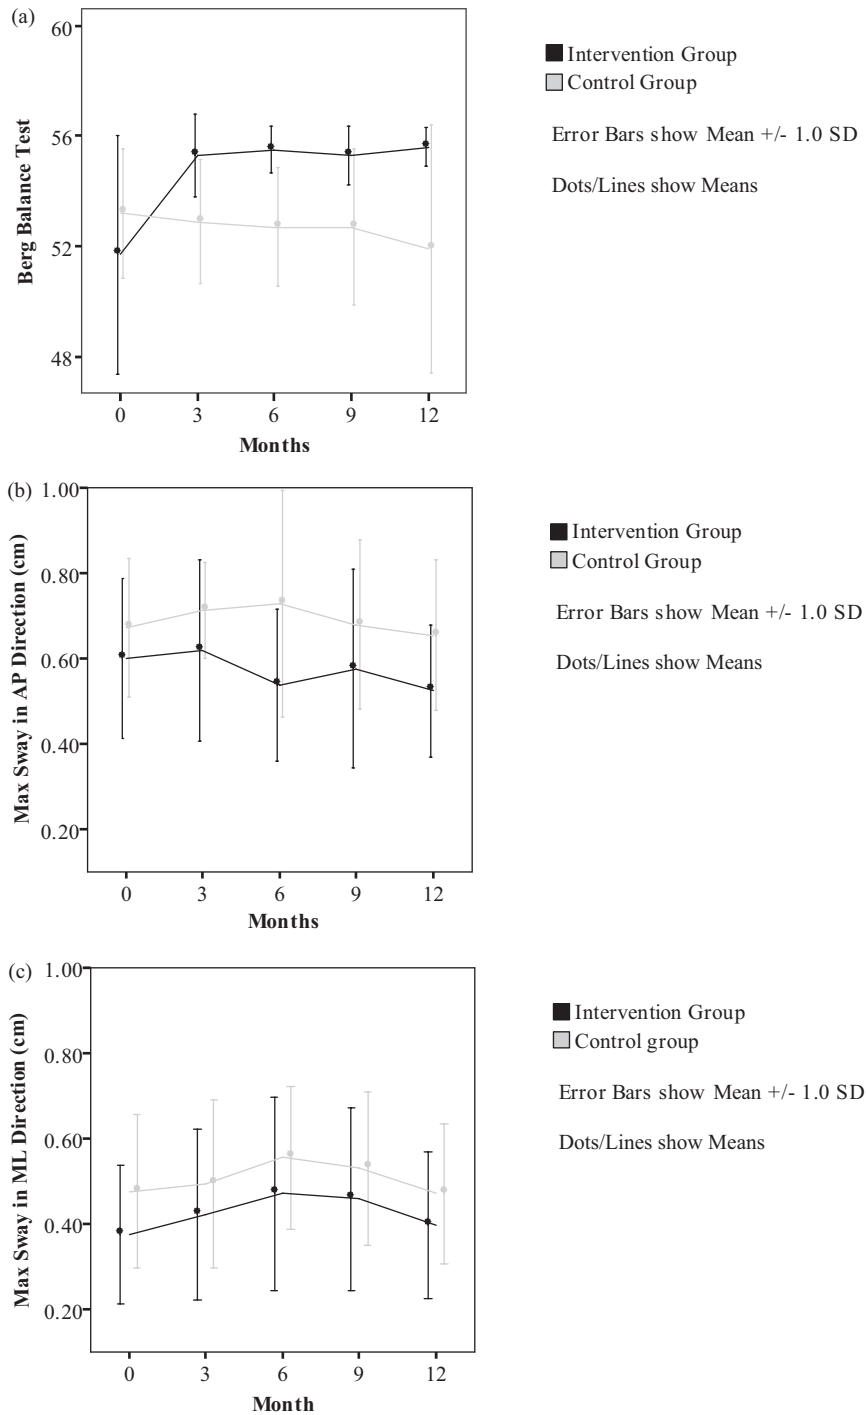 (a)
60
56
52
48
Berg Balance Test
0 3 6 9 12
Months
Intervention Group
Control Group
Error Bars show Mean +/- 1.0 SD
Dots/Lines show Means
(b)
1.00
0.80
0.60
0.40
0.20
Max Sway in AP Direction (cm)
0 3 6 9 12
Months
Intervention Group
Control Group
Error Bars show Mean +/- 1.0 SD
Dots/Lines show Means
(c)
1.00
0.80
0.60
0.40
0.20
Max Sway in ML Direction (cm)
0 3 6 9 12
Month
Intervention Group
Control group
Error Bars show Mean +/- 1.0 SD
Dots/Lines show Means